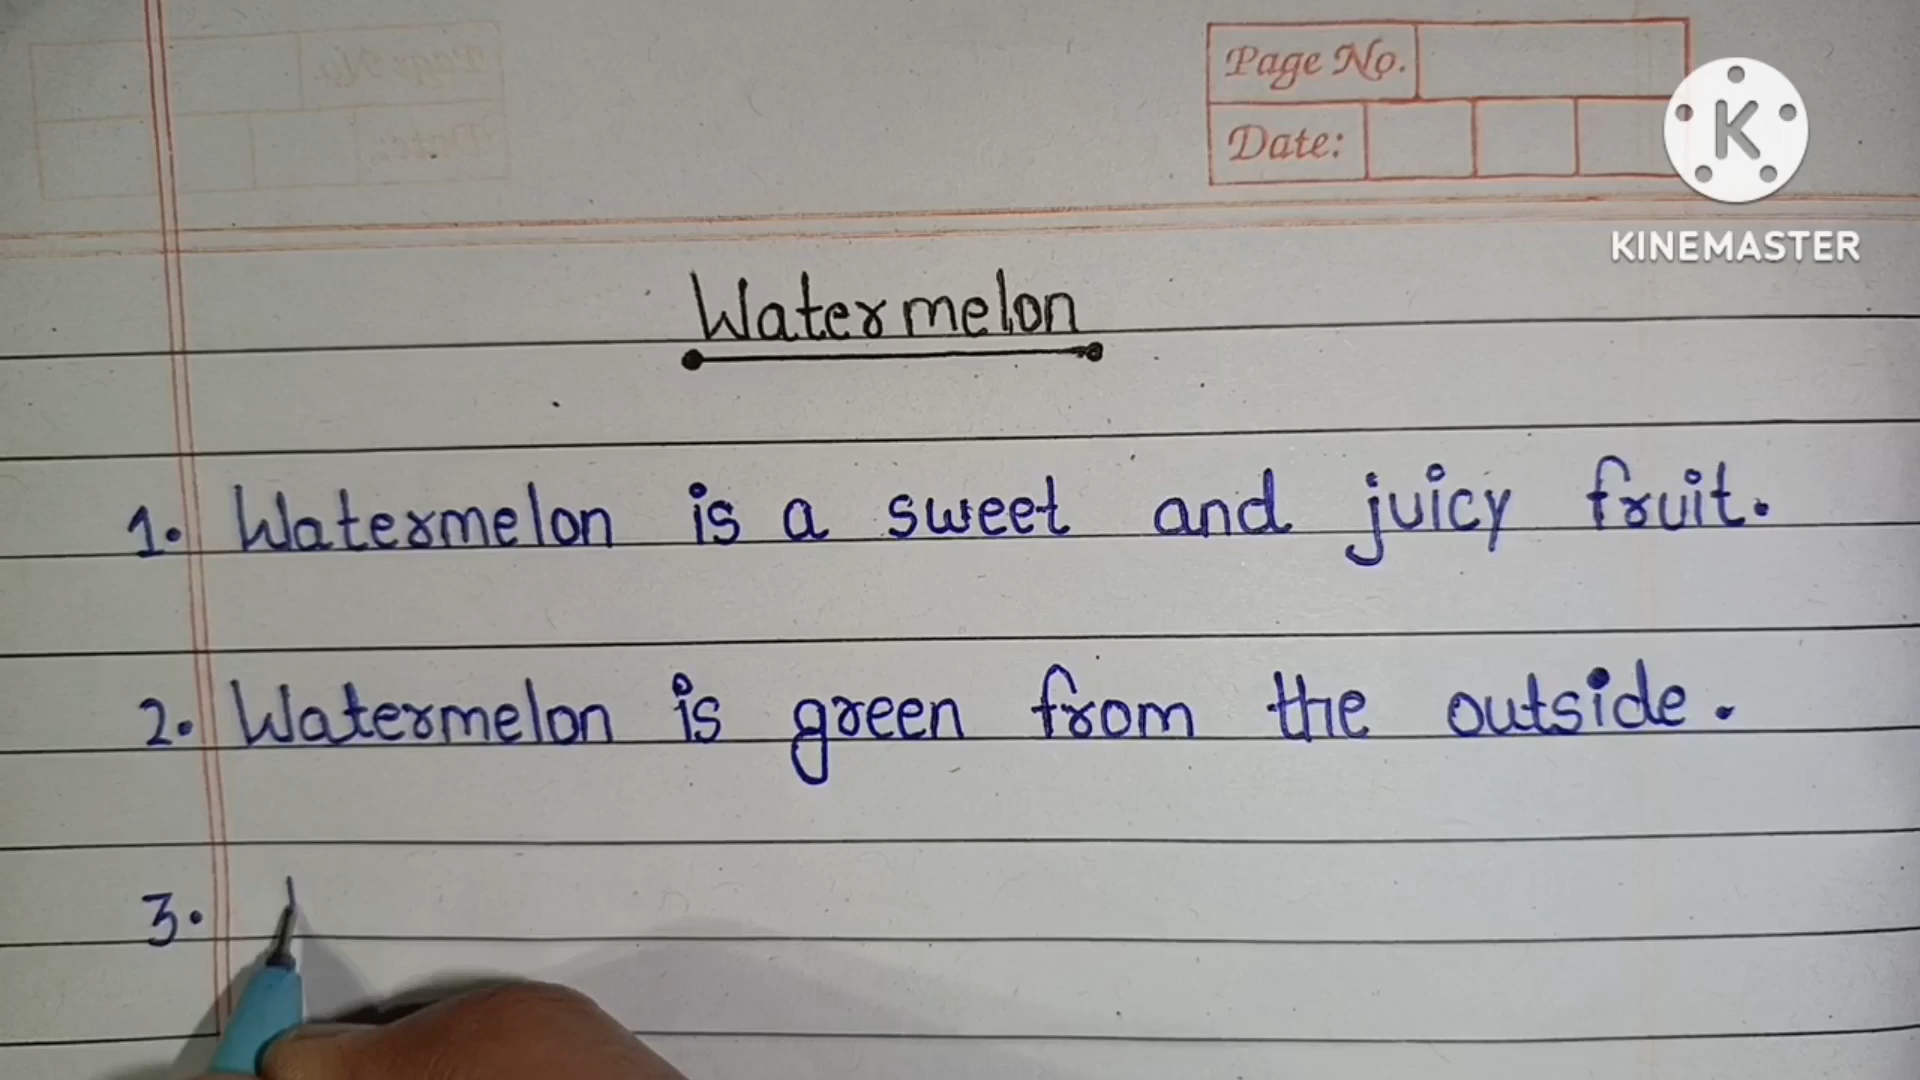 Page No.
Date:
KINEMASTER
Watermelon
1. Watermelon is a sweet and juicy fruit.
2. Watermelon is green from the outside.
3.